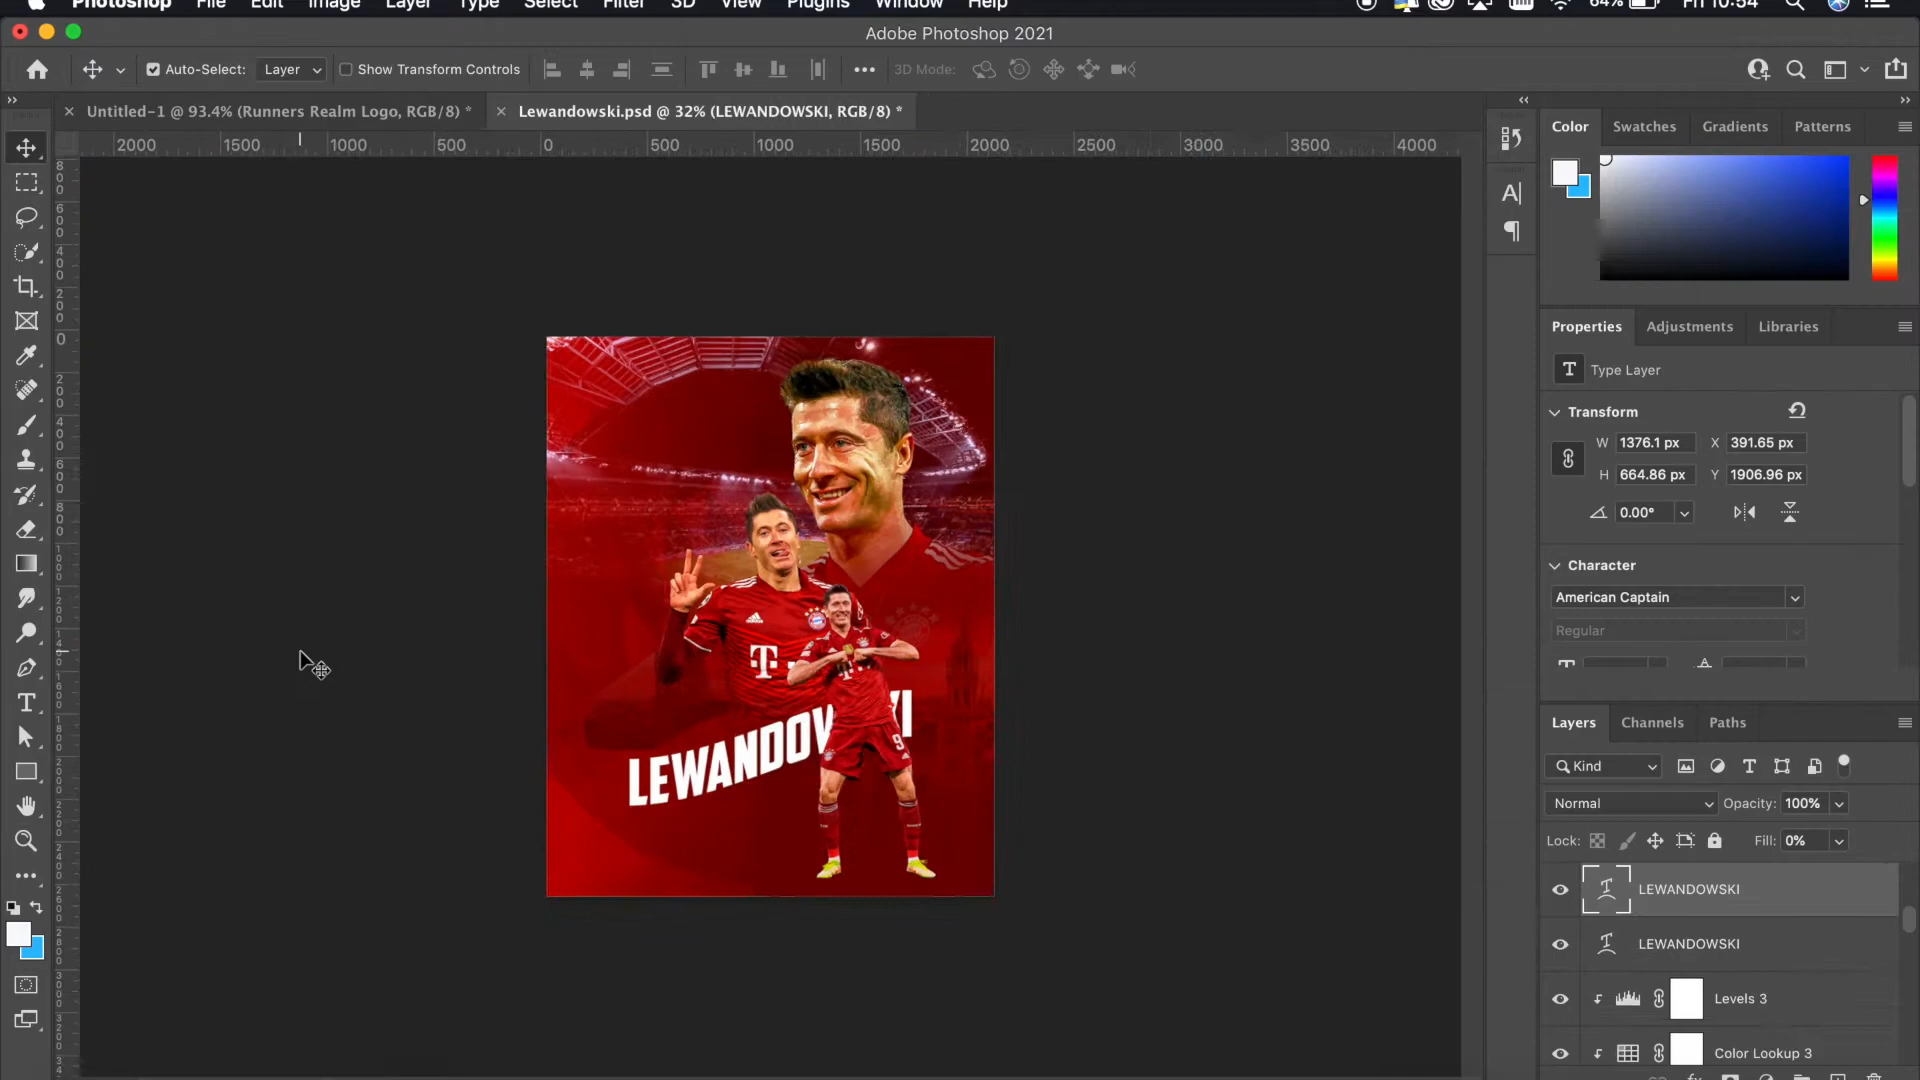 Photoshop File Edit Image Layer Type Select Filter 3D View Plugins Window Help 64% Fri 10:54
Adobe Photoshop 2021
Auto-Select: Layer Show Transform Controls 3D Mode:
Untitled-1 @ 93.4% (Runners Realm Logo, RGB/8) * Lewandowski.psd @ 32% (LEWANDOWSKI, RGB/8) *
2000 1500 1000 500 0 500 1000 1500 2000 2500 3000 3500 4000
Color Swatches Gradients Patterns
Properties Adjustments Libraries
T Type Layer
Transform
W 1376.1 px X 391.65 px
H 664.86 px Y 1906.96 px
0.00°
Character
American Captain
Regular
T
9
LEWANDOW KI
Layers Channels Paths
Kind
Normal Opacity: 100%
Lock: Fill: 0%
LEWANDOWSKI
LEWANDOWSKI
Levels 3
Color Lookup 3